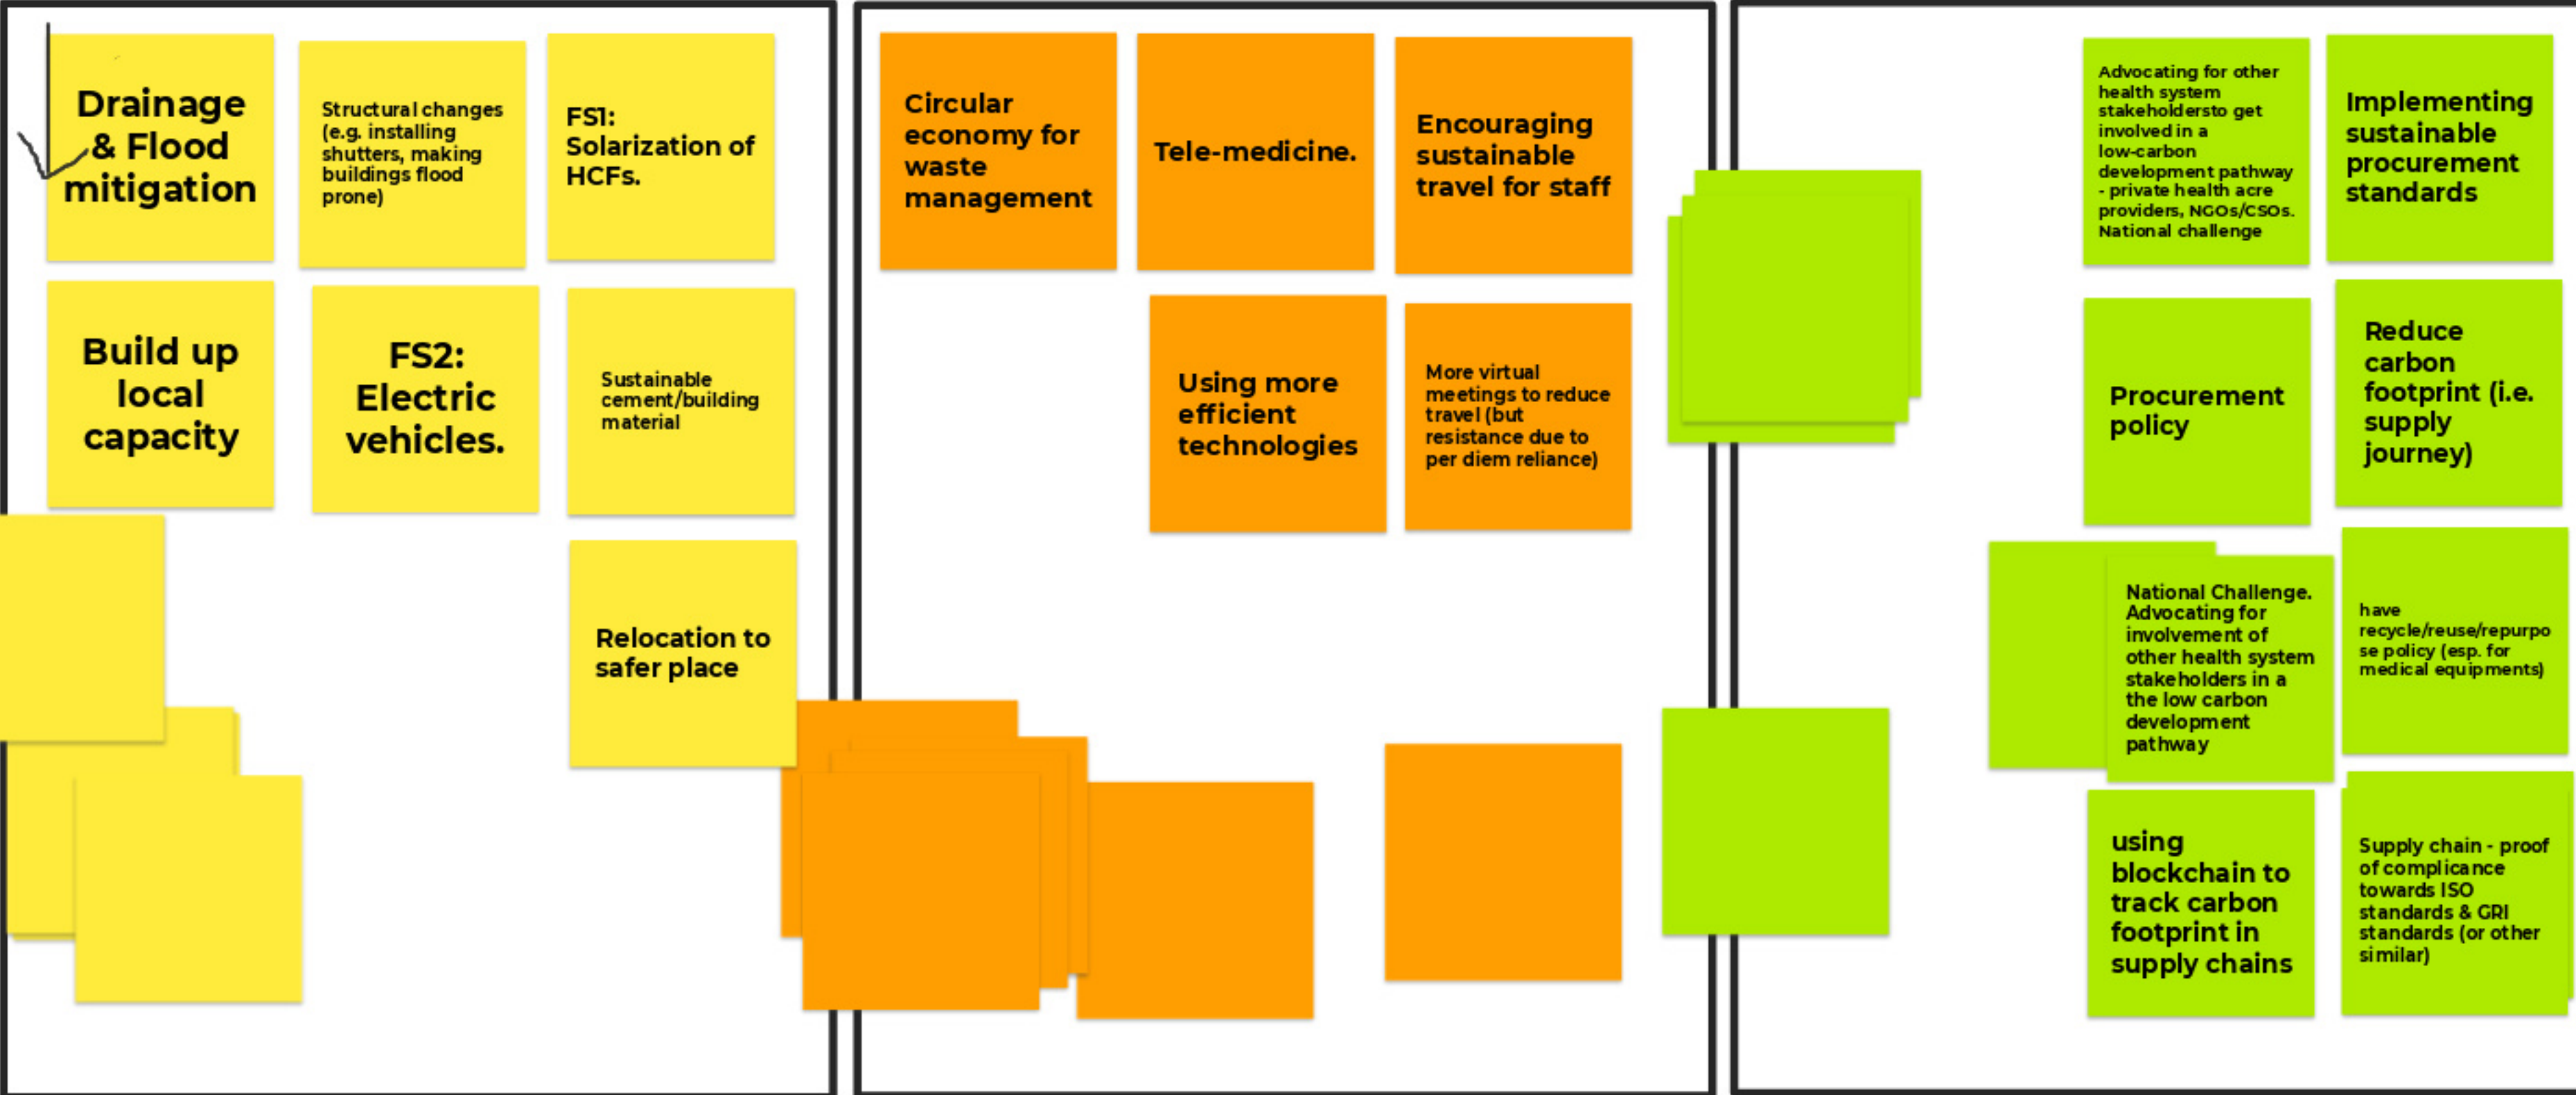 Drainage
& Flood
mitigation
Structural changes
(e.g. installing
shutters, making
buildings flood
prone)
FS1:
Solarization of
HCFs.
Build up
local
capacity
FS2:
Electric
vehicles.
Sustainable
cement/building
material
Relocation to
safer place
Circular
economy for
waste
management
Tele-medicine.
Encouraging
sustainable
travel for staff
Using more
efficient
technologies
More virtual
meetings to reduce
travel (but
resistance due to
per diem reliance)
Advocating for other
health system
stakeholdersto get
involved in a
low-carbon
development pathway
- private health acre
providers, NGOs/CSOs.
National challenge
Implementing
sustainable
procurement
standards
Procurement
policy
Reduce
carbon
footprint (i.e.
supply
journey)
National Challenge.
Advocating for
involvement of
other health system
stakeholders in a
the low carbon
development
pathway
have
recycle/reuse/repurpo
se policy (esp. for
medical equipments)
using
blockchain to
track carbon
footprint in
supply chains
Supply chain - proof
of complicance
towards ISO
standards & GRI
standards (or other
similar)